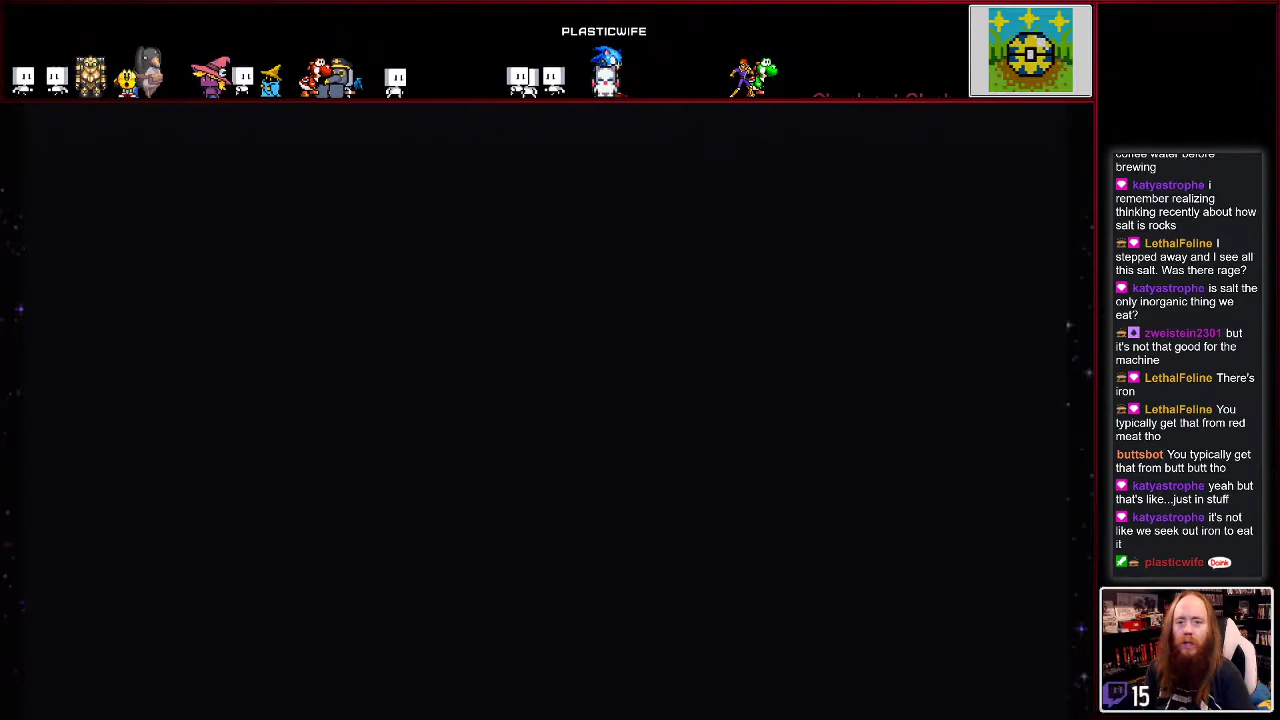 PLASTICWIFE
coffee water before
brewing
katyastrophe i
remember realizing
thinking recently about how
salt is rocks
LethalFeline I
stepped away and I see all
this salt. Was there rage?
katyastrophe is salt the
only inorganic thing we
eat?
zweistein2301 but
it's not that good for the
machine
LethalFeline There's
iron
LethalFeline You
typically get that from red
meat tho
buttsbot You typically get
that from butt butt tho
katyastrophe yeah but
that's like...just in stuff
katyastrophe it's not
like we seek out iron to eat
it
plasticwife Doink
15